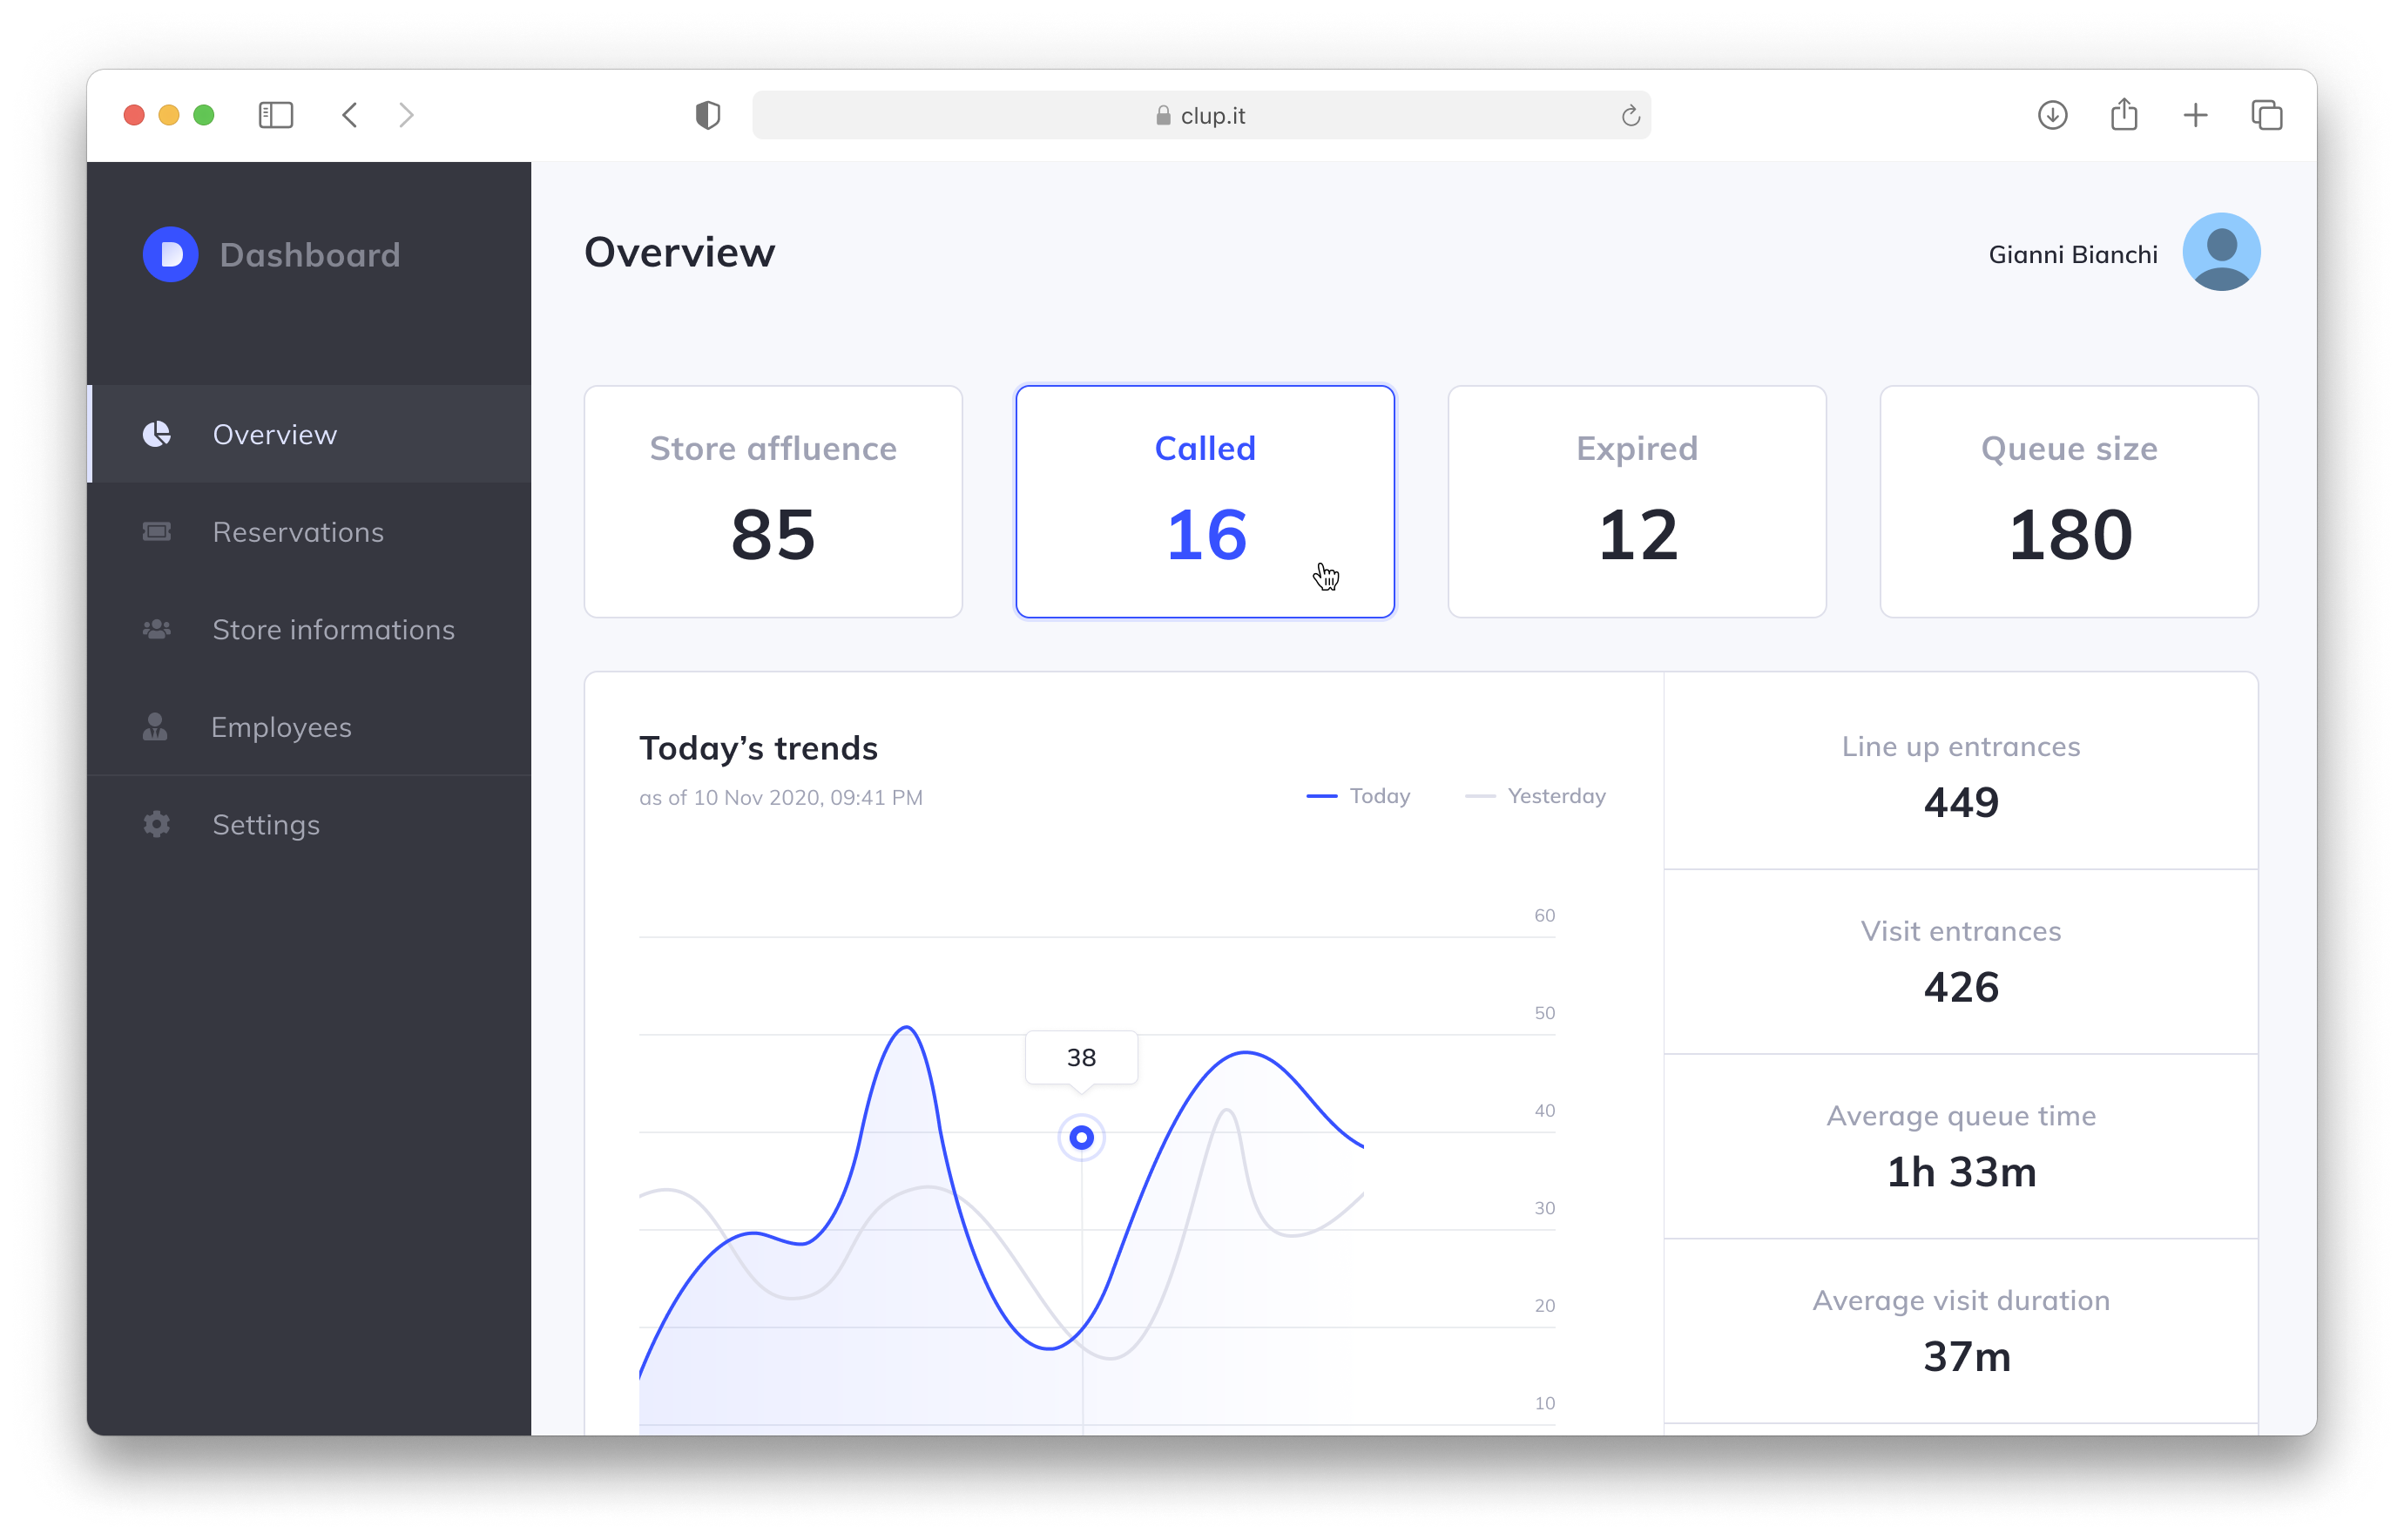 clup.it
D Dashboard
Overview
Reservations
Store informations
Employees
Settings
Overview
Gianni Bianchi
Store affluence
85
Called
16
Expired
12
Queue size
180
Today’s trends
as of 10 Nov 2020, 09:41 PM
Today
Yesterday
60
50
40
30
20
10
38
Line up entrances
449
Visit entrances
426
Average queue time
1h 33m
Average visit duration
37m